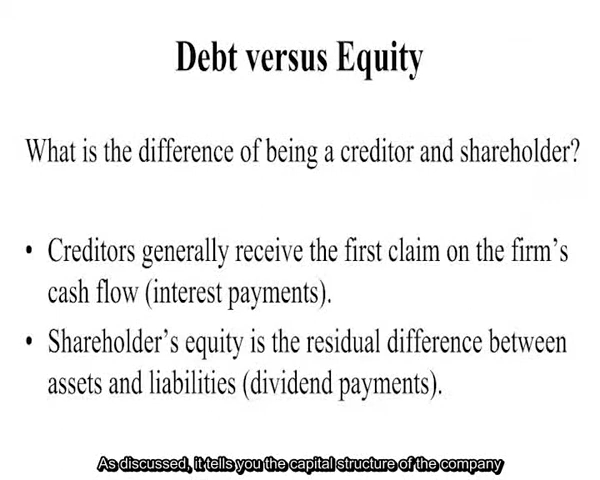 Debt versus Equity
What is the difference of being a creditor and shareholder?
• Creditors generally receive the first claim on the firm's
cash flow (interest payments).
• Shareholder's equity is the residual difference between
assets and liabilities (dividend payments).
As discussed, it tells you the capital structure of the company